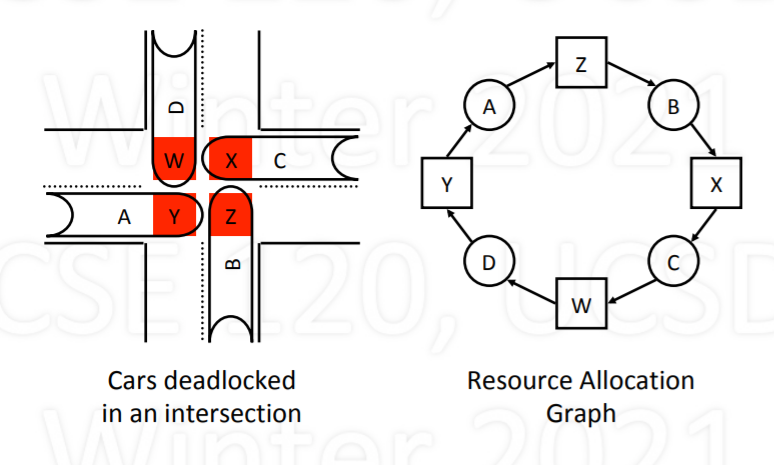 Winter 2021
D
W
X
C
A
Y
Z
B
Cars deadlocked
in an intersection
Z
A
B
Y
X
D
C
W
Resource Allocation
Graph
CSE 120, UCSD
Winter 2021